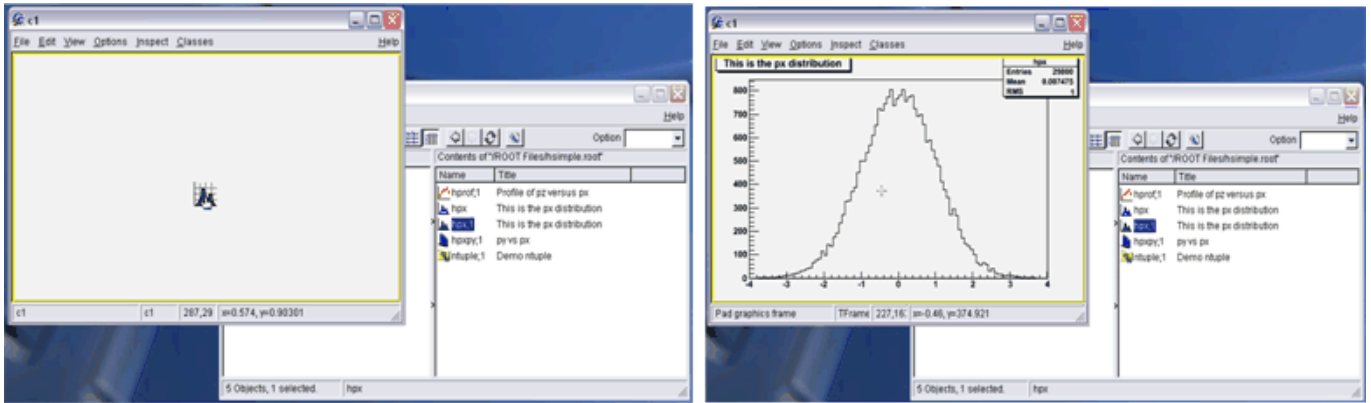 c1
File Edit View Options Inspect Classes Help
Help
Option
Contents of "/ROOT Files/hsimple.root"
Name Title
hprof;1 Profile of pz versus px
hpx This is the px distribution
hpx;1 This is the px distribution
hpxpy;1 py vs px
ntuple;1 Demo ntuple
c1 c1 287,29 x=0.574, y=0.90301
5 Objects, 1 selected. hpx
c1
File Edit View Options Inspect Classes Help
This is the px distribution
hpx
Entries 25000
Mean
RMS 1
800
700
600
500
400
300
200
100
0
-4 -3 -2 -1 0 1 2 3 4
Pad graphics frame TFrame x=-0.46, y=374.921
Help
Option
Contents of "/ROOT Files/hsimple.root"
Name Title
hprof;1 Profile of pz versus px
hpx This is the px distribution
hpx;1 This is the px distribution
hpxpy;1 py vs px
ntuple;1 Demo ntuple
5 Objects, 1 selected. hpx